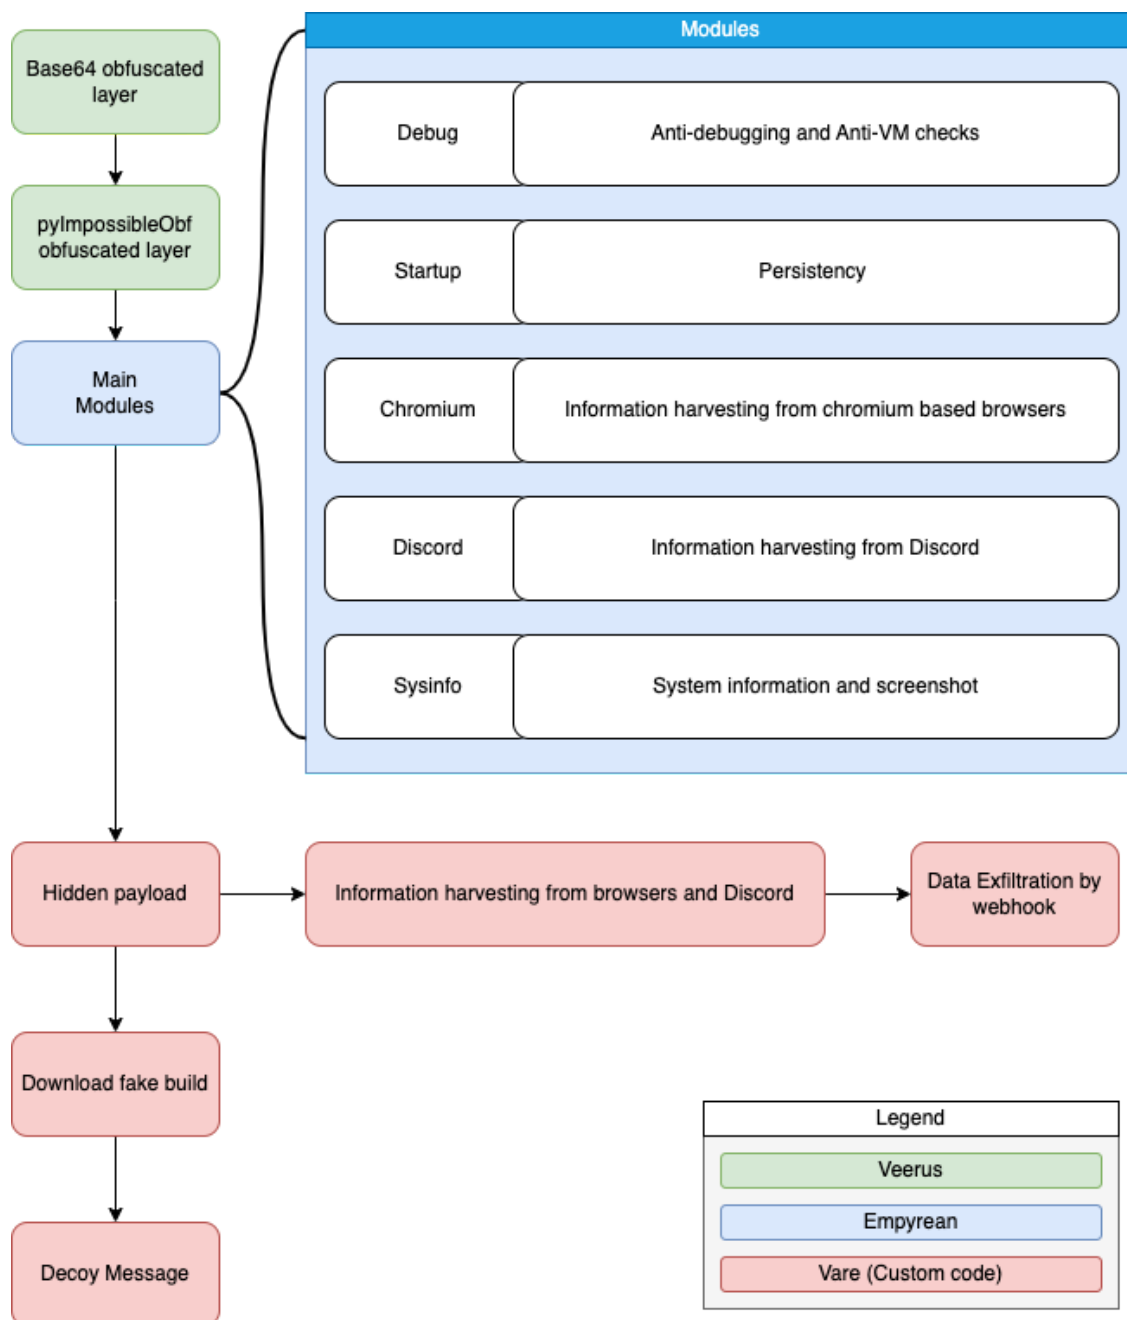 Base64 obfuscated
layer
pyImpossibleObf
obfuscated layer
Main
Modules
Modules
Debug
Anti-debugging and Anti-VM checks
Startup
Persistency
Chromium
Information harvesting from chromium based browsers
Discord
Information harvesting from Discord
Sysinfo
System information and screenshot
Hidden payload
Information harvesting from browsers and Discord
Data Exfiltration by
webhook
Download fake build
Decoy Message
Legend
Veerus
Empyrean
Vare (Custom code)